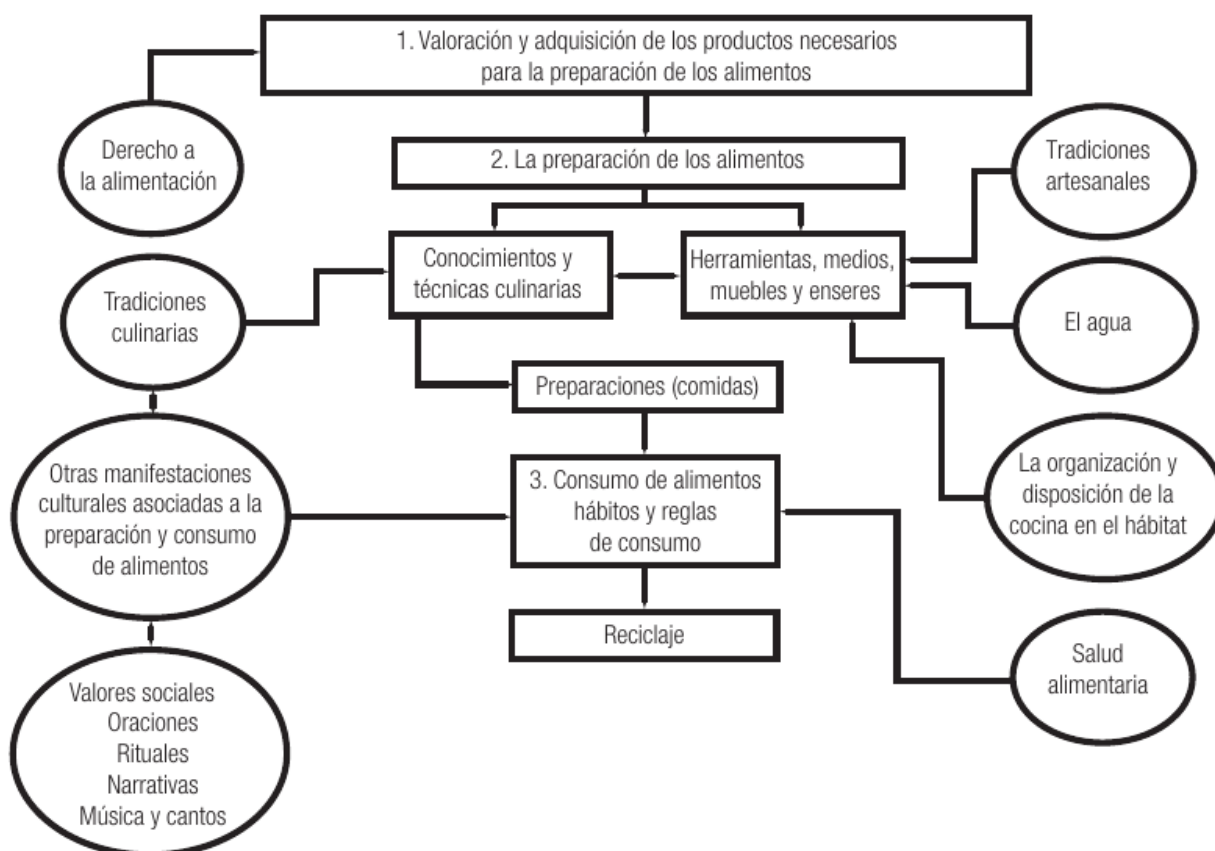 1. Valoración y adquisición de los productos necesarios
para la preparación de los alimentos
Derecho a
la alimentación
2. La preparación de los alimentos
Tradiciones
artesanales
Conocimientos y
técnicas culinarias
Herramientas, medios,
muebles y enseres
Tradiciones
culinarias
El agua
Preparaciones (comidas)
Otras manifestaciones
culturales asociadas a la
preparación y consumo
de alimentos
3. Consumo de alimentos
hábitos y reglas
de consumo
La organización y
disposición de la
cocina en el hábitat
Reciclaje
Salud
alimentaria
Valores sociales
Oraciones
Rituales
Narrativas
Música y cantos